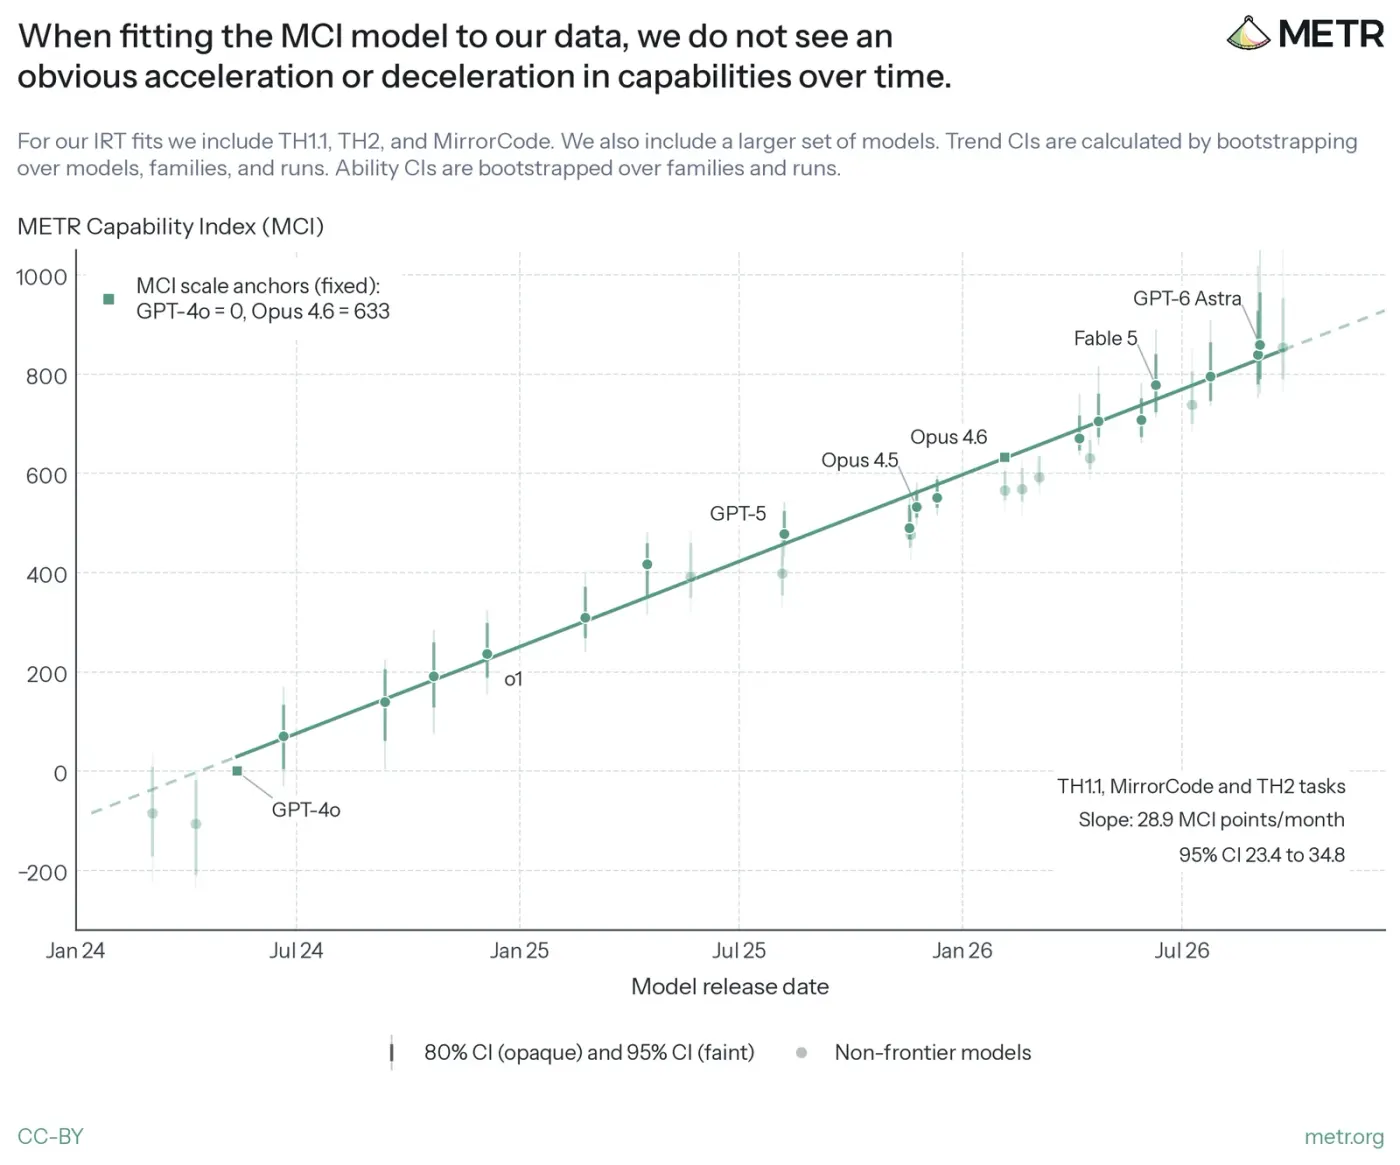 When fitting the MCI model to our data, we do not see an
obvious acceleration or deceleration in capabilities over time.
METR
For our IRT fits we include TH1.1, TH2, and MirrorCode. We also include a larger set of models. Trend CIs are calculated by bootstrapping
over models, families, and runs. Ability CIs are bootstrapped over families and runs.
METR Capability Index (MCI)
1000
800
600
400
200
0
-200
MCI scale anchors (fixed):
GPT-4o = 0, Opus 4.6 = 633
GPT-6 Astra
Fable 5
Opus 4.6
Opus 4.5
GPT-5
o1
GPT-4o
TH1.1, MirrorCode and TH2 tasks
Slope: 28.9 MCI points/month
95% CI 23.4 to 34.8
Jan 24
Jul 24
Jan 25
Jul 25
Jan 26
Jul 26
Model release date
80% CI (opaque) and 95% CI (faint)
Non-frontier models
CC-BY
metr.org